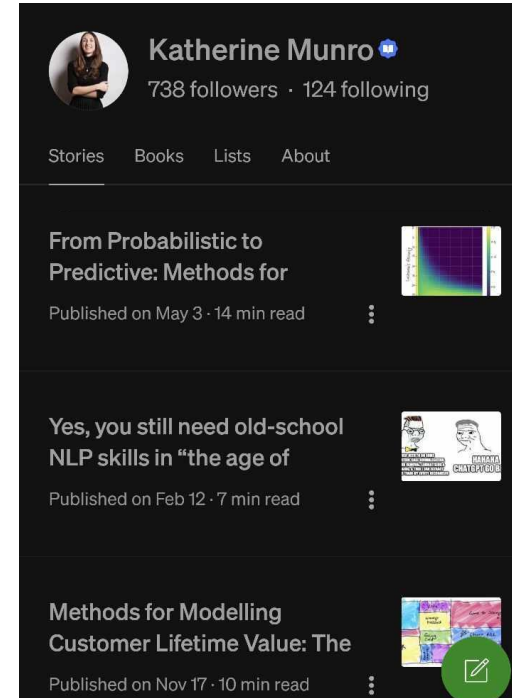 Katherine Munro
738 followers · 124 following
Stories Books Lists About
From Probabilistic to
Predictive: Methods for
Published on May 3 · 14 min read
Yes, you still need old-school
NLP skills in “the age of
HAHAHA
CHATGPT GO B
Published on Feb 12 · 7 min read
Methods for Modelling
Customer Lifetime Value: The
Published on Nov 17 · 10 min read